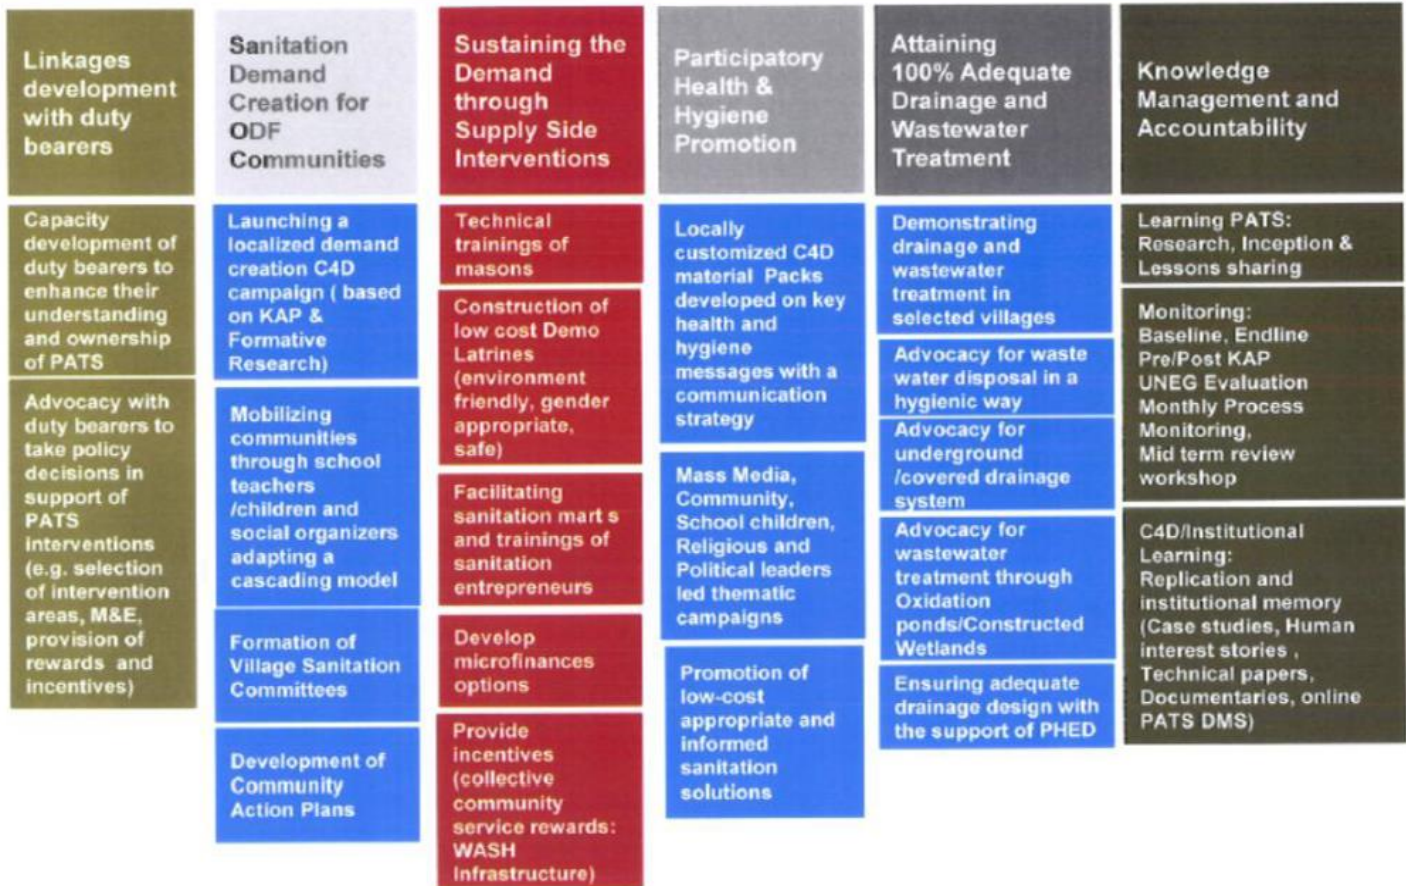 Linkages
development
with duty
bearers
Capacity
development of
duty bearers to
enhance their
understanding
and ownership
of PATS
Advocacy with
duty bearers to
take policy
decisions in
support of
PATS
interventions
(e.g. selection
of intervention
areas, M&E,
provision of
rewards and
incentives)
Sanitation
Demand
Creation for
ODF
Communities
Launching a
localized demand
creation C4D
campaign ( based
on KAP &
Formative
Research)
Mobilizing
communities
through school
teachers
/children and
social organizers
adapting a
cascading model
Formation of
Village Sanitation
Committees
Development of
Community
Action Plans
Sustaining the
Demand
through
Supply Side
Interventions
Technical
trainings of
masons
Construction of
low cost Demo
Latrines
(environment
friendly, gender
appropriate,
safe)
Facilitating
sanitation mart s
and trainings of
sanitation
entrepreneurs
Develop
microfinances
options
Provide
incentives
(collective
community
service rewards:
WASH
Infrastructure)
Participatory
Health &
Hygiene
Promotion
Locally
customized C4D
material Packs
developed on key
health and
hygiene
messages with a
communication
strategy
Mass Media,
Community,
School children,
Religious and
Political leaders
led thematic
campaigns
Promotion of
low-cost
appropriate and
informed
sanitation
solutions
Attaining
100% Adequate
Drainage and
Wastewater
Treatment
Demonstrating
drainage and
wastewater
treatment in
selected villages
Advocacy for waste
water disposal in a
hygienic way
Advocacy for
underground
/covered drainage
system
Advocacy for
wastewater
treatment through
Oxidation
ponds/Constructed
Wetlands
Ensuring adequate
drainage design with
the support of PHED
Knowledge
Management and
Accountability
Learning PATS:
Research, Inception &
Lessons sharing
Monitoring:
Baseline, Endline
Pre/Post KAP
UNEG Evaluation
Monthly Process
Monitoring,
Mid term review
workshop
C4D/Institutional
Learning:
Replication and
institutional memory
(Case studies, Human
interest stories ,
Technical papers,
Documentaries, online
PATS DMS)